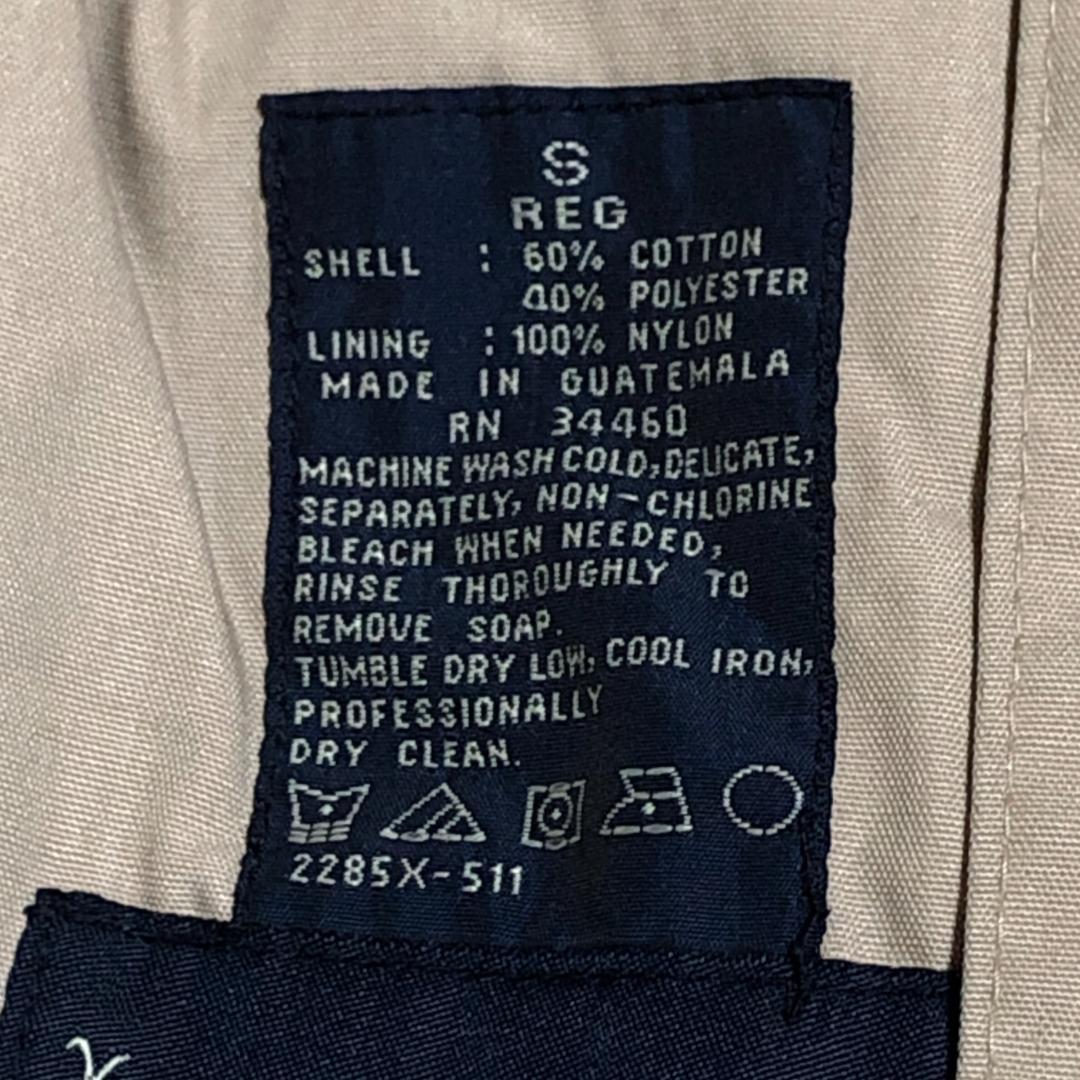 S
REG
SHELL : 60% COTTON
40% POLYESTER
LINING : 100% NYLON
MADE IN GUATEMALA
RN 34460
MACHINE WASH COLD, DELICATE,
SEPARATELY, NON-CHLORINE
BLEACH WHEN NEEDED,
RINSE THOROUGHLY TO
REMOVE SOAP.
TUMBLE DRY LOW, COOL IRON,
PROFESSIONALLY
DRY CLEAN.
2285X-511